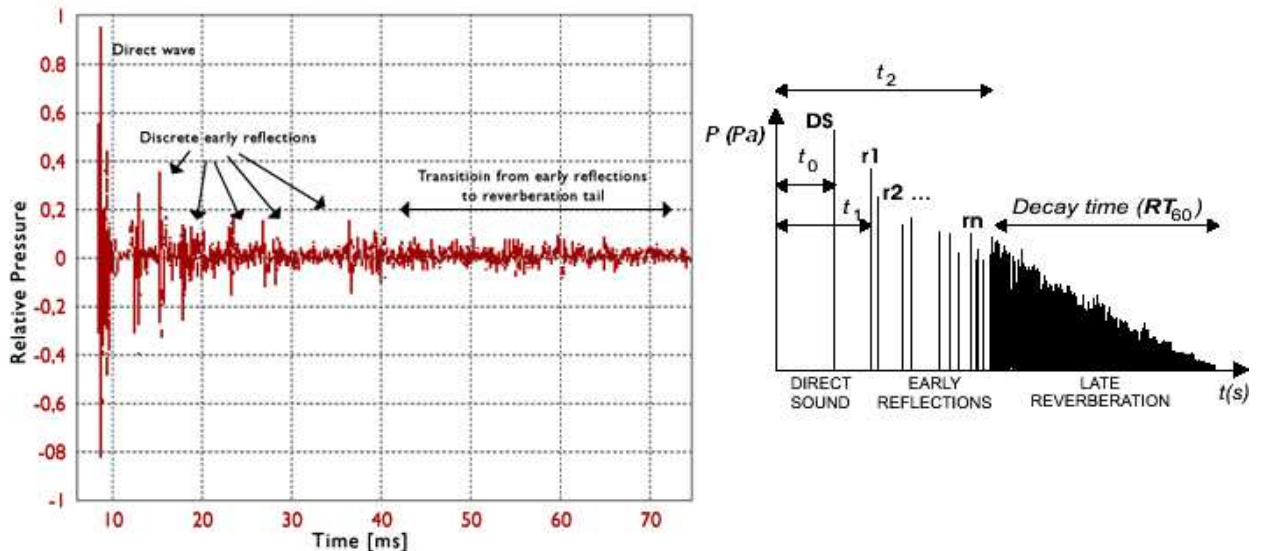 1
0.8
0.6
0.4
0.2
0
-0.2
-0.4
-0.6
-08
-1
Relative Pressure
Direct wave
Discrete early reflections
Transitioin from early reflections
to reverberation tail
10 20 30 40 50 60 70
Time [ms]
t2
P (Pa)
DS
t0
r1
r2 ...
t1
rn
Decay time (RT60)
DIRECT
SOUND
EARLY
REFLECTIONS
LATE
REVERBERATION
t(s)